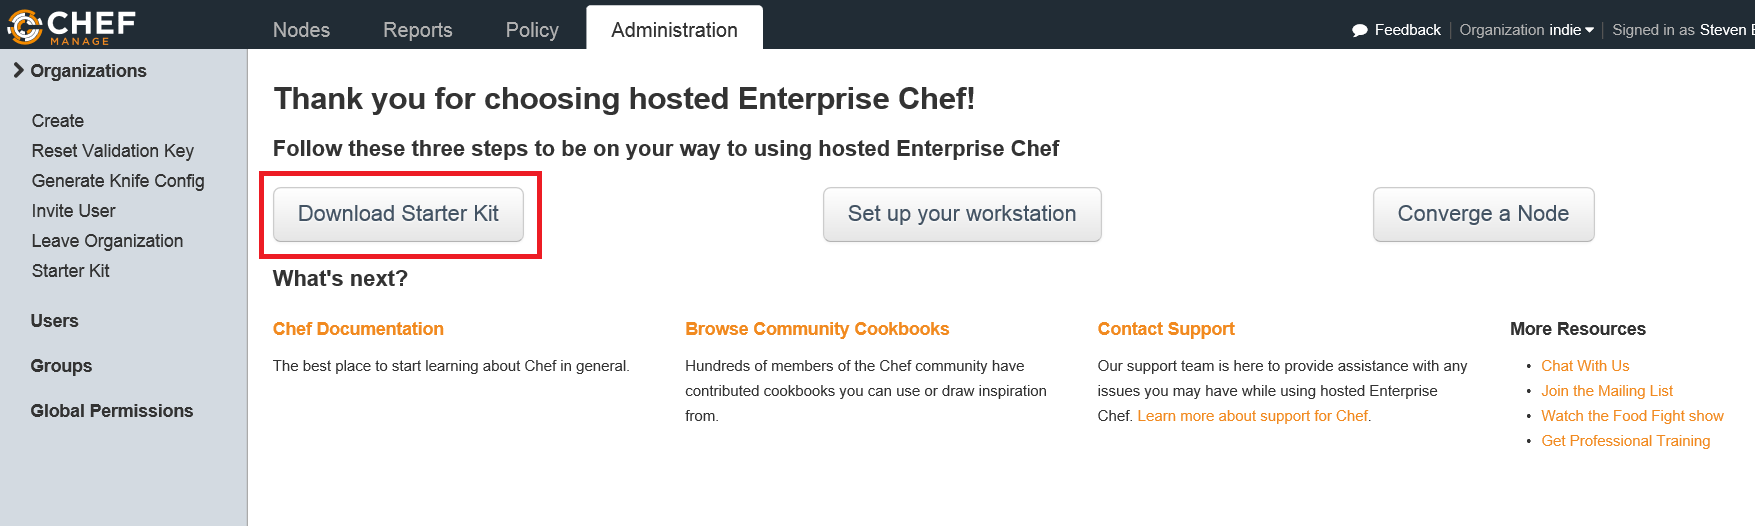 CHEF
MANAGE
Nodes Reports Policy Administration
Feedback Organization indie Signed in as Steven
Organizations
Create
Reset Validation Key
Generate Knife Config
Invite User
Leave Organization
Starter Kit
Users
Groups
Global Permissions
Thank you for choosing hosted Enterprise Chef!
Follow these three steps to be on your way to using hosted Enterprise Chef
Download Starter Kit
Set up your workstation
Converge a Node
What's next?
Chef Documentation
The best place to start learning about Chef in general.
Browse Community Cookbooks
Hundreds of members of the Chef community have
contributed cookbooks you can use or draw inspiration
from.
Contact Support
Our support team is here to provide assistance with any
issues you may have while using hosted Enterprise
Chef. Learn more about support for Chef.
More Resources
• Chat With Us
• Join the Mailing List
• Watch the Food Fight show
• Get Professional Training